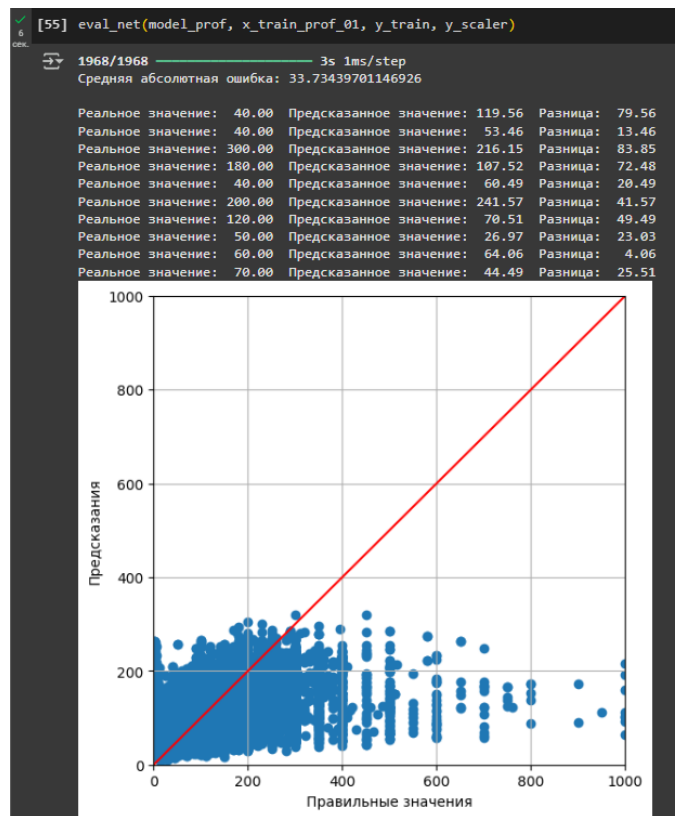 [55] eval_net(model_prof, x_train_prof_01, y_train, y_scaler)
6
сек.
1968/1968 ━━━━━━━━━━━━━━━━━━━━ 3s 1ms/step
Средняя абсолютная ошибка: 33.73439701146926
Реальное значение: 40.00 Предсказанное значение: 119.56 Разница: 79.56
Реальное значение: 40.00 Предсказанное значение: 53.46 Разница: 13.46
Реальное значение: 300.00 Предсказанное значение: 216.15 Разница: 83.85
Реальное значение: 180.00 Предсказанное значение: 107.52 Разница: 72.48
Реальное значение: 40.00 Предсказанное значение: 60.49 Разница: 20.49
Реальное значение: 200.00 Предсказанное значение: 241.57 Разница: 41.57
Реальное значение: 120.00 Предсказанное значение: 70.51 Разница: 49.49
Реальное значение: 50.00 Предсказанное значение: 26.97 Разница: 23.03
Реальное значение: 60.00 Предсказанное значение: 64.06 Разница: 4.06
Реальное значение: 70.00 Предсказанное значение: 44.49 Разница: 25.51
1000
800
600
400
200
0
Предсказания
0 200 400 600 800 1000
Правильные значения